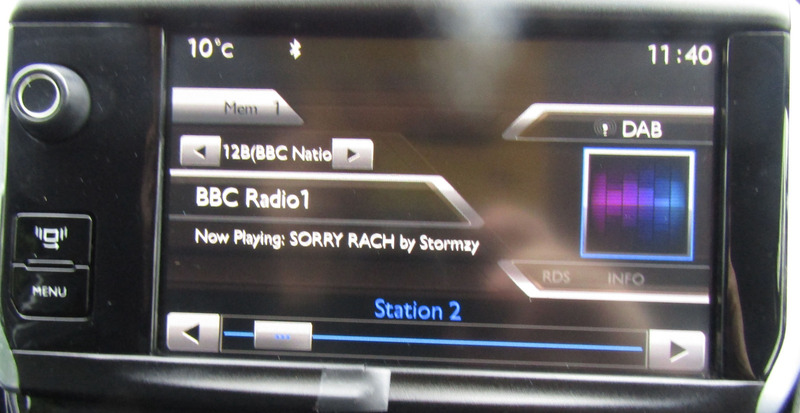 10°c 11:40
Mem 1
DAB
12B(BBC Natio
BBC Radio1
Now Playing: SORRY RACH by Stormzy
RDS INFO
MENU
Station 2